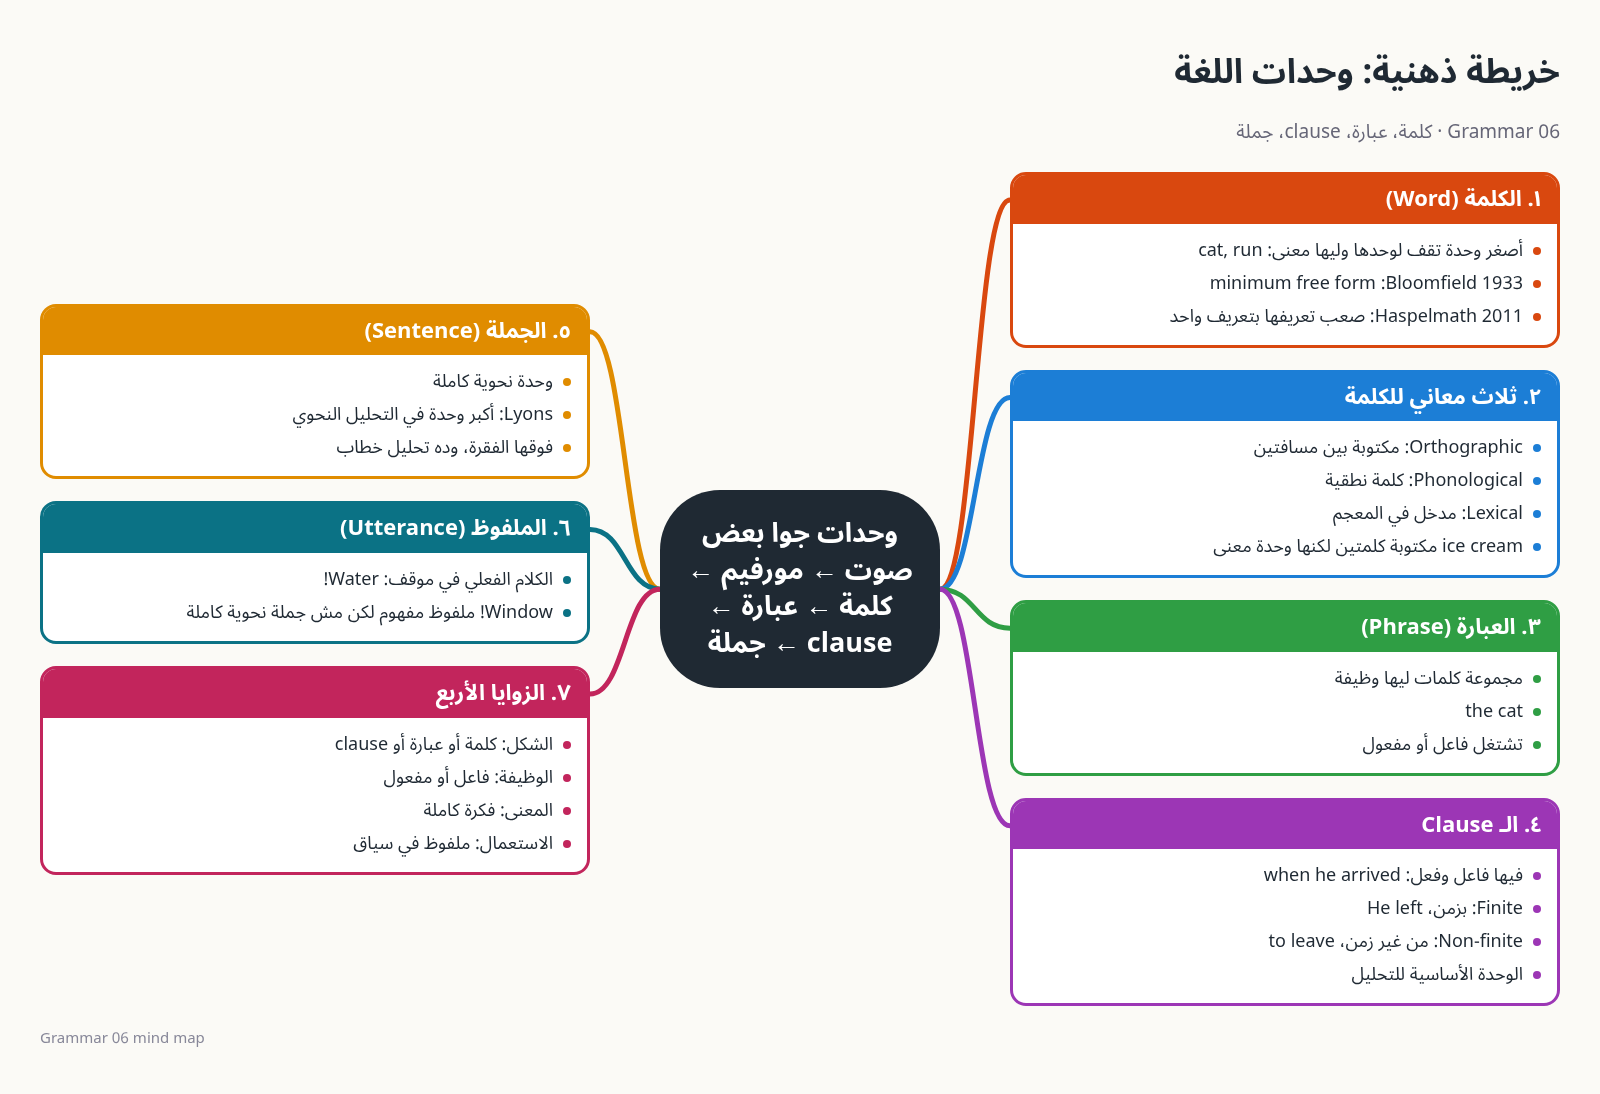 خريطة ذهنية: وحدات اللغة
Grammar 06 · كلمة، عبارة، clause، جملة
١. الكلمة (Word)
أصغر وحدة تقف لوحدها وليها معنى: cat, run
Bloomfield 1933: minimum free form
Haspelmath 2011: صعب تعريفها بتعريف واحد
٢. ثلاث معاني للكلمة
Orthographic: مكتوبة بين مسافتين
Phonological: كلمة نطقية
Lexical: مدخل في المعجم
ice cream مكتوبة كلمتين لكنها وحدة معنى
٣. العبارة (Phrase)
مجموعة كلمات ليها وظيفة
the cat
تشتغل فاعل أو مفعول
٤. الـ Clause
فيها فاعل وفعل: when he arrived
Finite: بزمن، He left
Non-finite: من غير زمن، to leave
الوحدة الأساسية للتحليل
وحدات جوا بعض
صوت ← مورفيم ←
كلمة ← عبارة ←
clause ← جملة
٥. الجملة (Sentence)
وحدة نحوية كاملة
Lyons: أكبر وحدة في التحليل النحوي
فوقها الفقرة، وده تحليل خطاب
٦. الملفوظ (Utterance)
الكلام الفعلي في موقف: Water!
Window! ملفوظ مفهوم لكن مش جملة نحوية كاملة
٧. الزوايا الأربع
الشكل: كلمة أو عبارة أو clause
الوظيفة: فاعل أو مفعول
المعنى: فكرة كاملة
الاستعمال: ملفوظ في سياق
Grammar 06 mind map